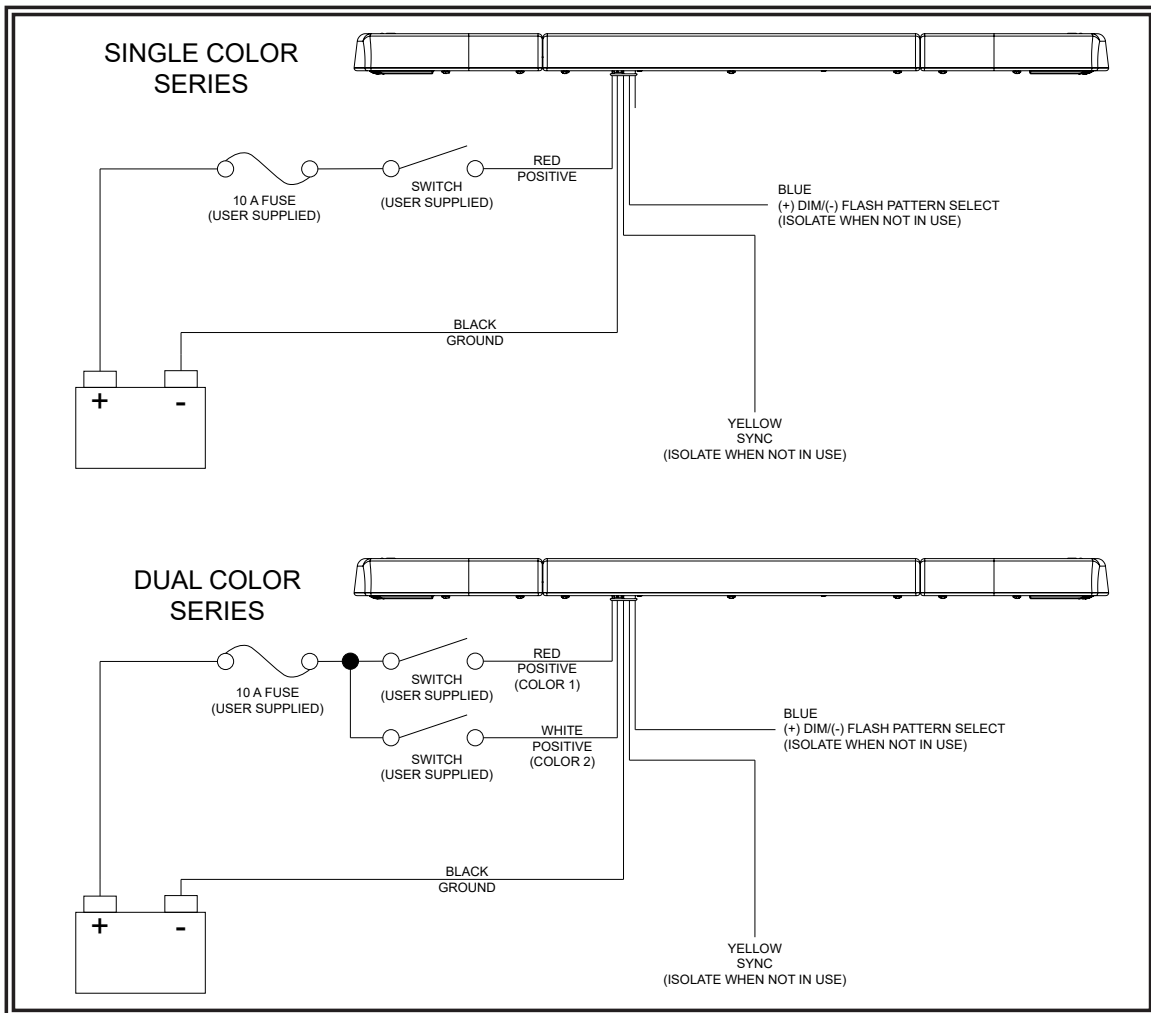 SINGLE COLOR
SERIES
10 A FUSE
(USER SUPPLIED)
SWITCH
(USER SUPPLIED)
RED
POSITIVE
BLUE
(+) DIM/(-) FLASH PATTERN SELECT
(ISOLATE WHEN NOT IN USE)
BLACK
GROUND
+ -
YELLOW
SYNC
(ISOLATE WHEN NOT IN USE)
DUAL COLOR
SERIES
10 A FUSE
(USER SUPPLIED)
SWITCH
(USER SUPPLIED)
RED
POSITIVE
(COLOR 1)
SWITCH
(USER SUPPLIED)
WHITE
POSITIVE
(COLOR 2)
BLUE
(+) DIM/(-) FLASH PATTERN SELECT
(ISOLATE WHEN NOT IN USE)
BLACK
GROUND
+ -
YELLOW
SYNC
(ISOLATE WHEN NOT IN USE)